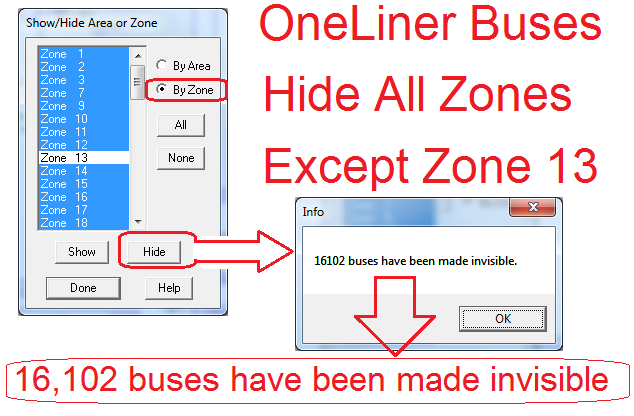 OneLiner Buses
Hide All Zones
Except Zone 13
Show/Hide Area or Zone
Zone 1
Zone 2
Zone 3
Zone 7
Zone 9
Zone 10
Zone 11
Zone 12
Zone 13
Zone 14
Zone 15
Zone 16
Zone 17
Zone 18
By Area
By Zone
All
None
Show
Hide
Done
Help
Info
16102 buses have been made invisible.
OK
16,102 buses have been made invisible